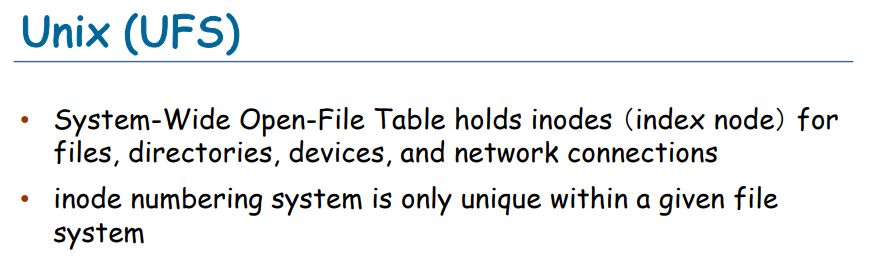 Unix (UFS)
• System-Wide Open-File Table holds inodes（index node）for
files, directories, devices, and network connections
• inode numbering system is only unique within a given file
system